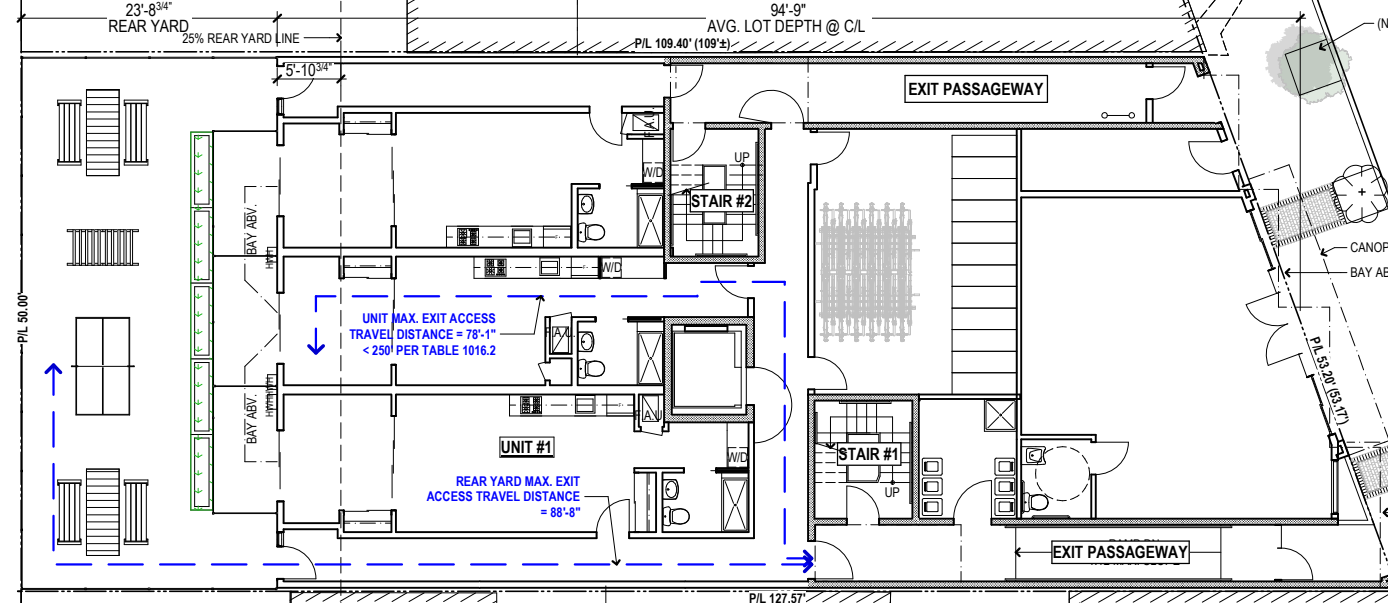 23'-8 3/4"
REAR YARD
25% REAR YARD LINE
5'-10 3/4"
94'-9"
AVG. LOT DEPTH @ C/L
P/L 109.40' (109'±)
(N
EXIT PASSAGEWAY
F.A.U
W/D
UP
STAIR #2
BAY ABV.
HWH
W/D
CANOP
BAY AB
P/L 50.00'
UNIT MAX. EXIT ACCESS
TRAVEL DISTANCE = 78'-1"
< 250' PER TABLE 1016.2
F.A.U
P/L 53.20' (53.17')
BAY ABV.
HWH
HWH
F.A.U
UNIT #1
W/D
STAIR #1
UP
REAR YARD MAX. EXIT
ACCESS TRAVEL DISTANCE
= 88'-8"
EXIT PASSAGEWAY
P/L 127.57'